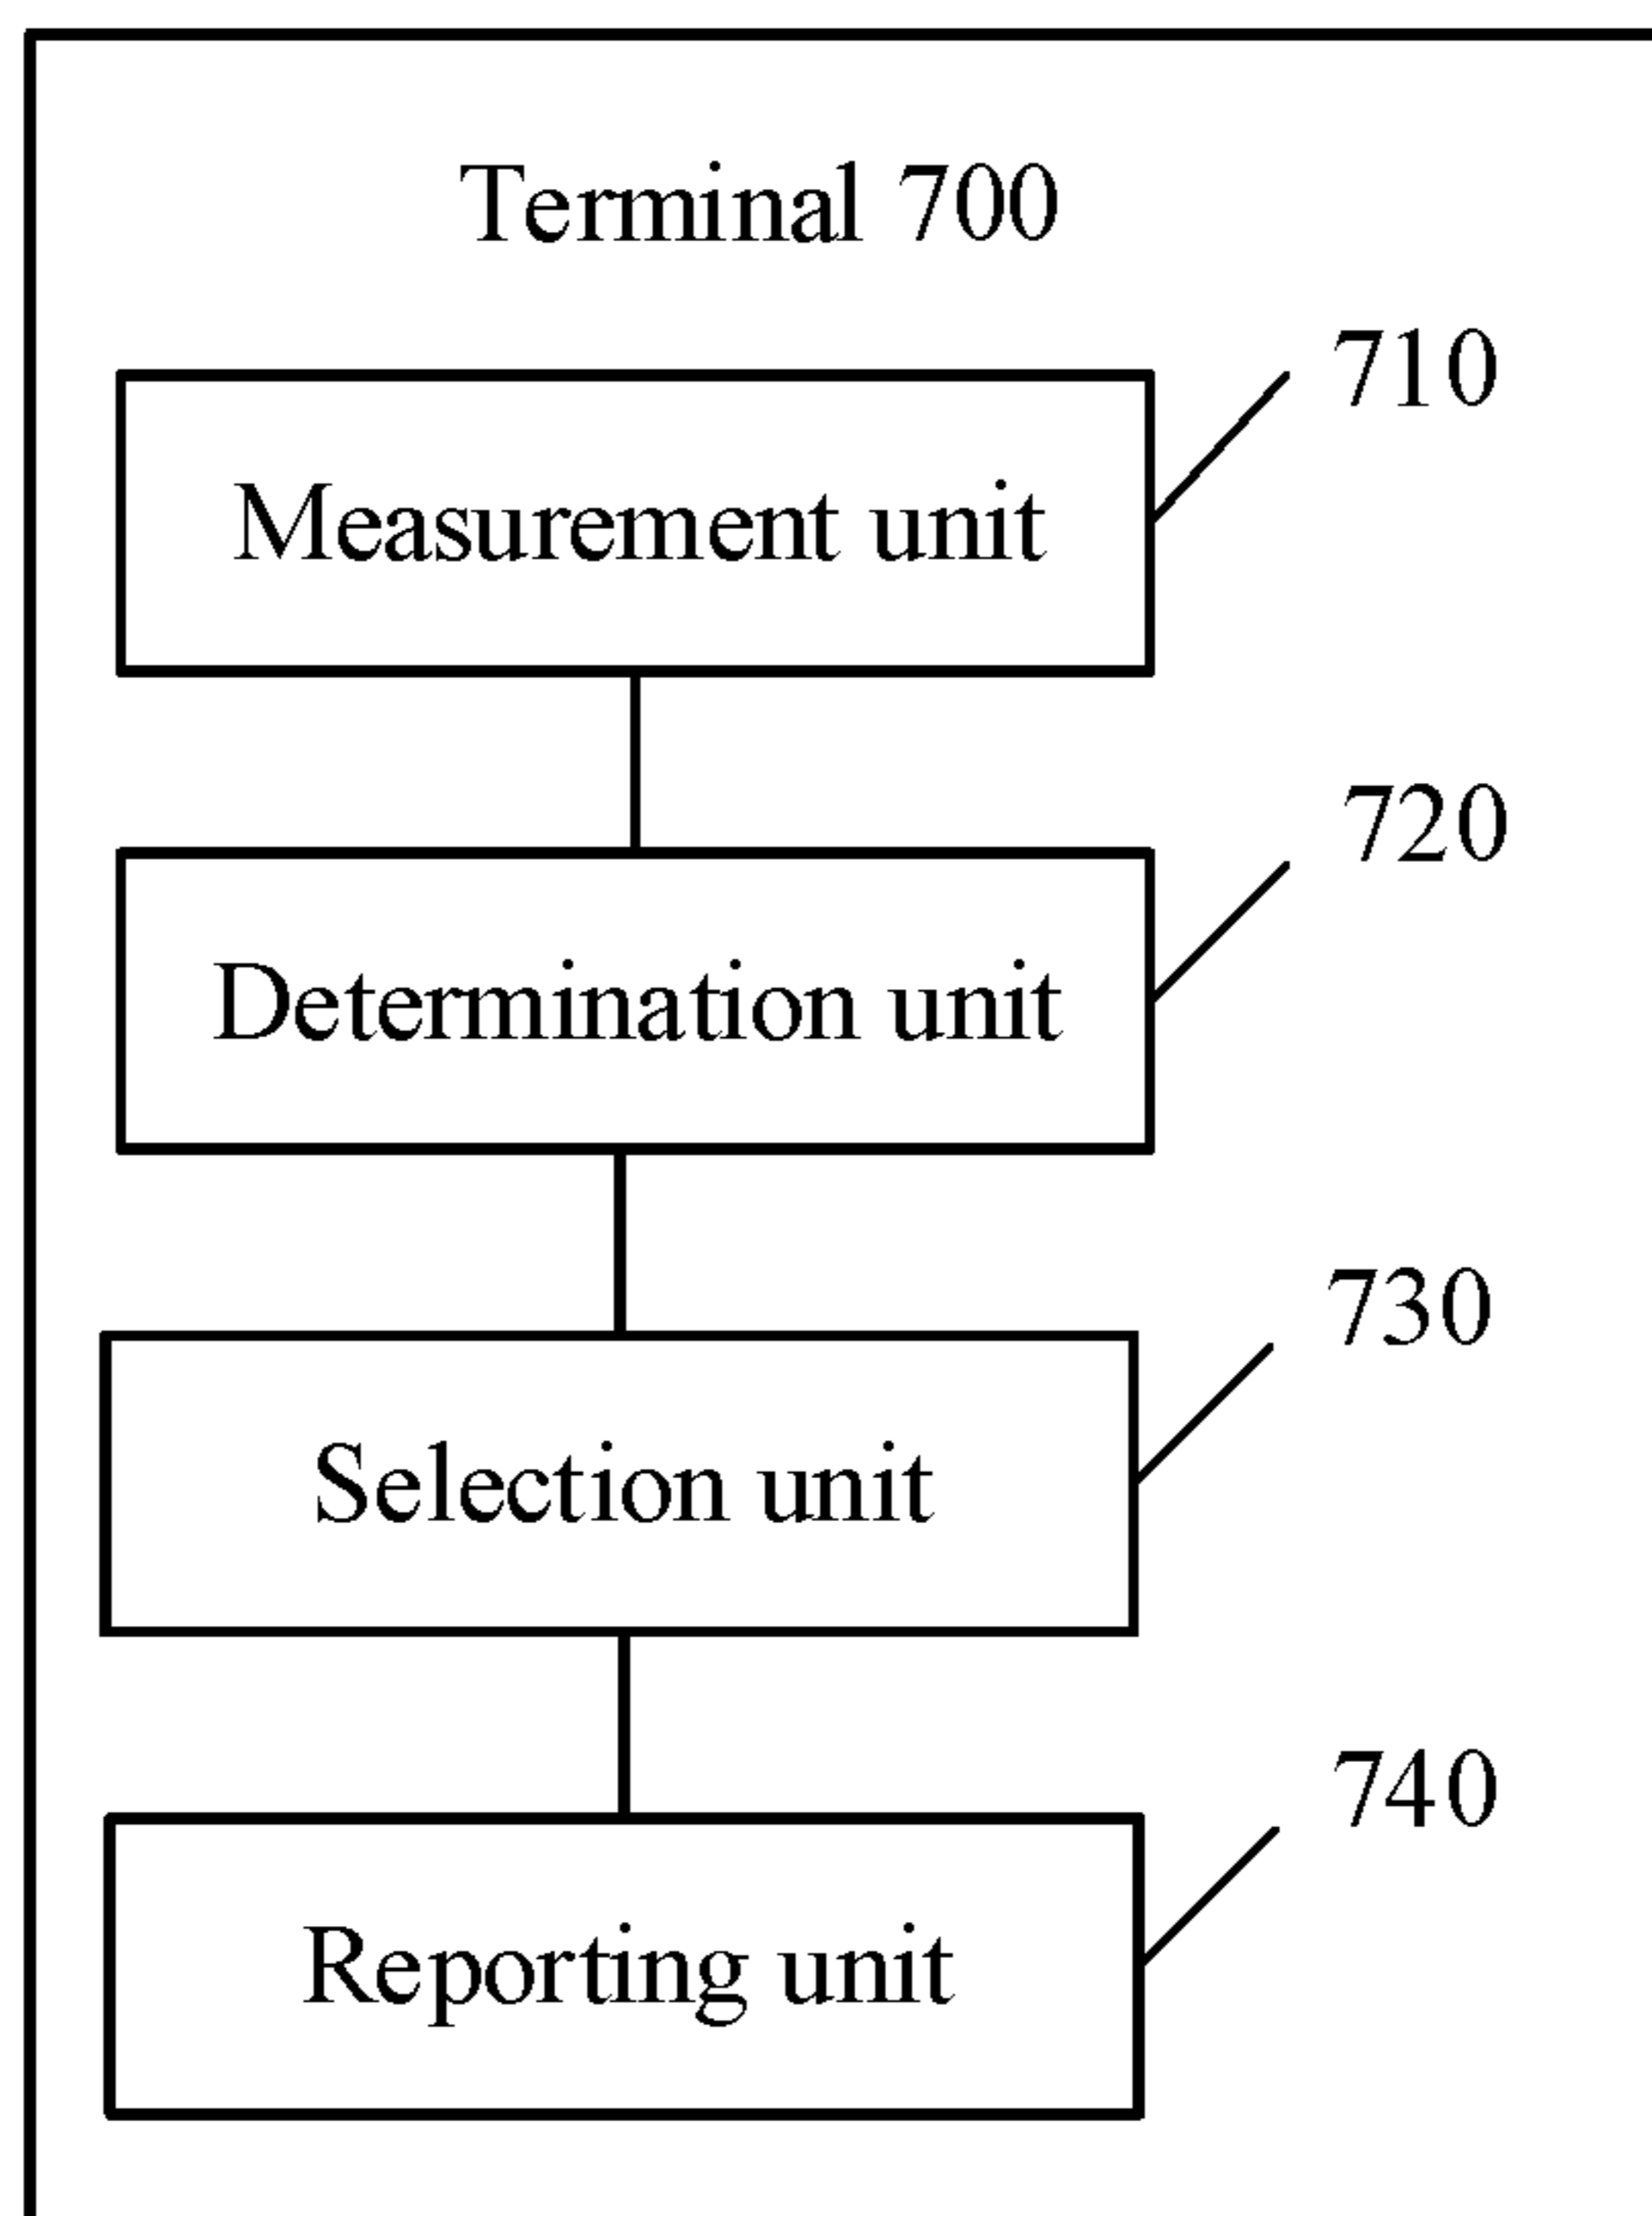 Terminal 700
710
Measurement unit
720
Determination unit
730
Selection unit
740
Reporting unit